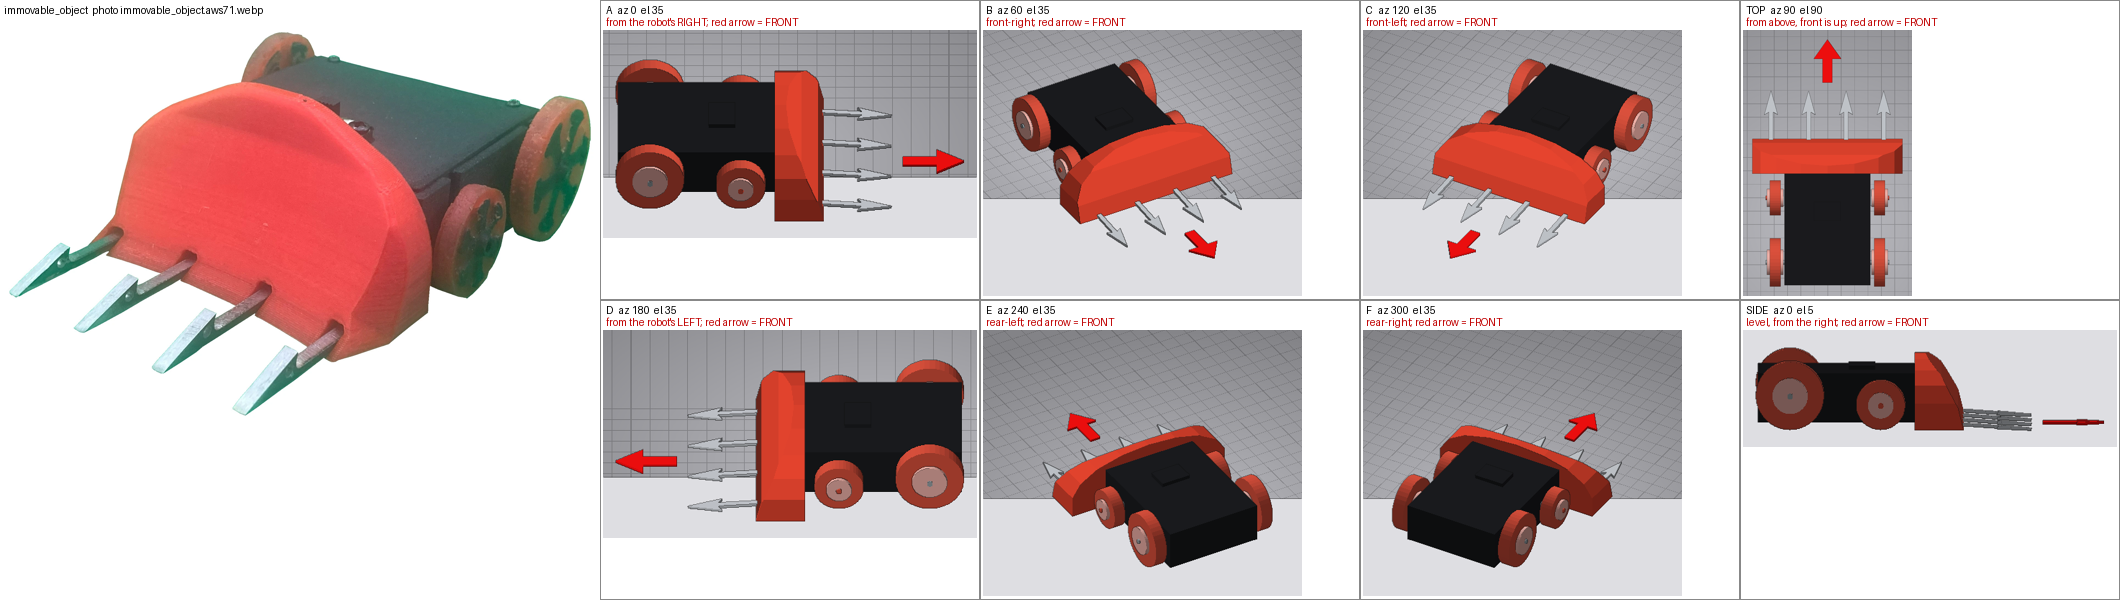 immovable_object photo immovable_object.aws71.webp
A az 0 el 35
from the robot's RIGHT; red arrow = FRONT
B az 60 el 35
front-right; red arrow = FRONT
C az 120 el 35
front-left; red arrow = FRONT
TOP az 90 el 90
from above, front is up; red arrow = FRONT
D az 180 el 35
from the robot's LEFT; red arrow = FRONT
E az 240 el 35
rear-left; red arrow = FRONT
F az 300 el 35
rear-right; red arrow = FRONT
SIDE az 0 el 5
level, from the right; red arrow = FRONT